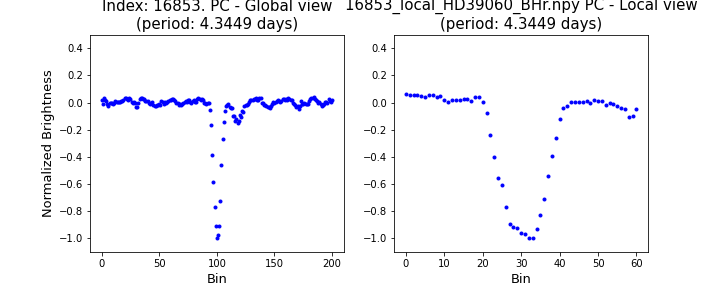 Index: 16853. PC - Global view
(period: 4.3449 days)
16853_local_HD39060_BHr.npy PC - Local view
(period: 4.3449 days)
Normalized Brightness
0.4
0.2
0.0
−0.2
−0.4
−0.6
−0.8
−1.0
0 50 100 150 200
Bin
0.4
0.2
0.0
−0.2
−0.4
−0.6
−0.8
−1.0
0 10 20 30 40 50 60
Bin